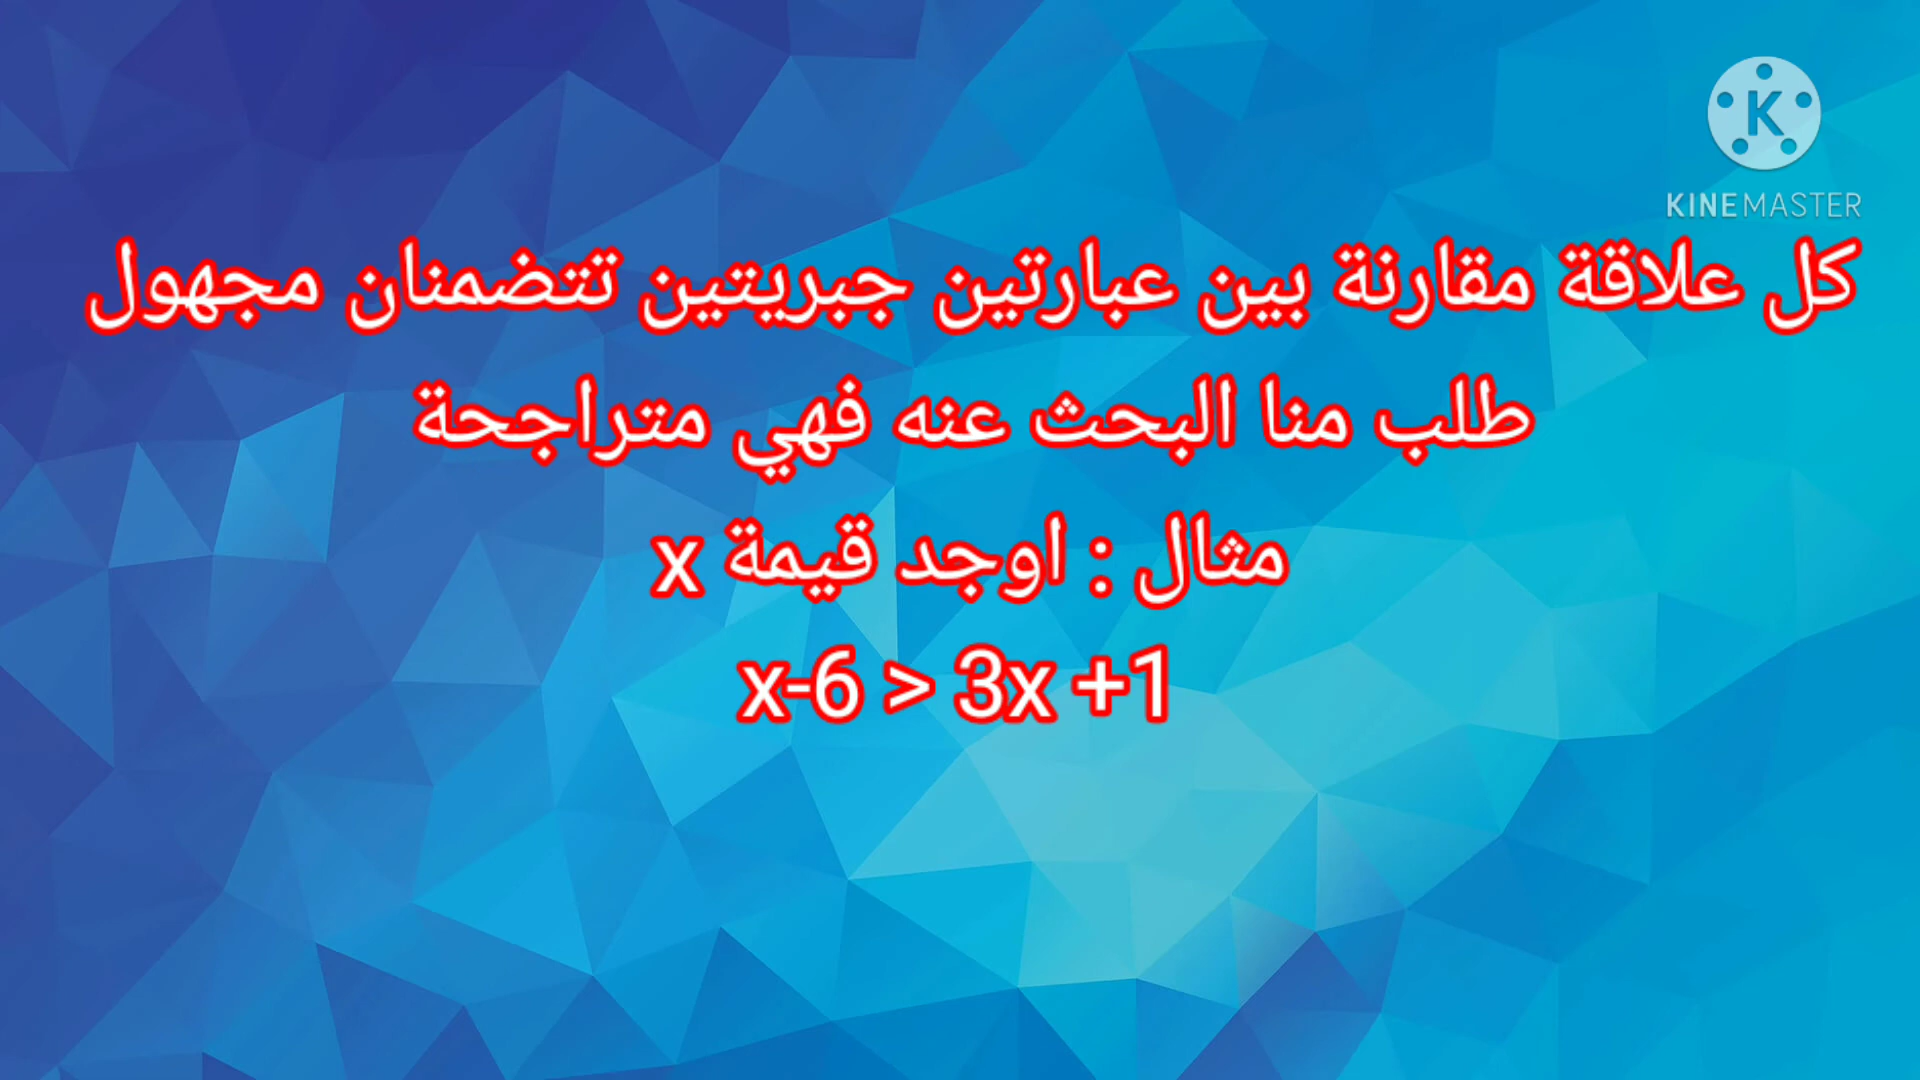 KINEMASTER
كل علاقة مقارنة بين عبارتين جبريتين تتضمنان مجهول
طلب منا البحث عنه فهي متراجحة
مثال : اوجد قيمة x
x-6 > 3x +1